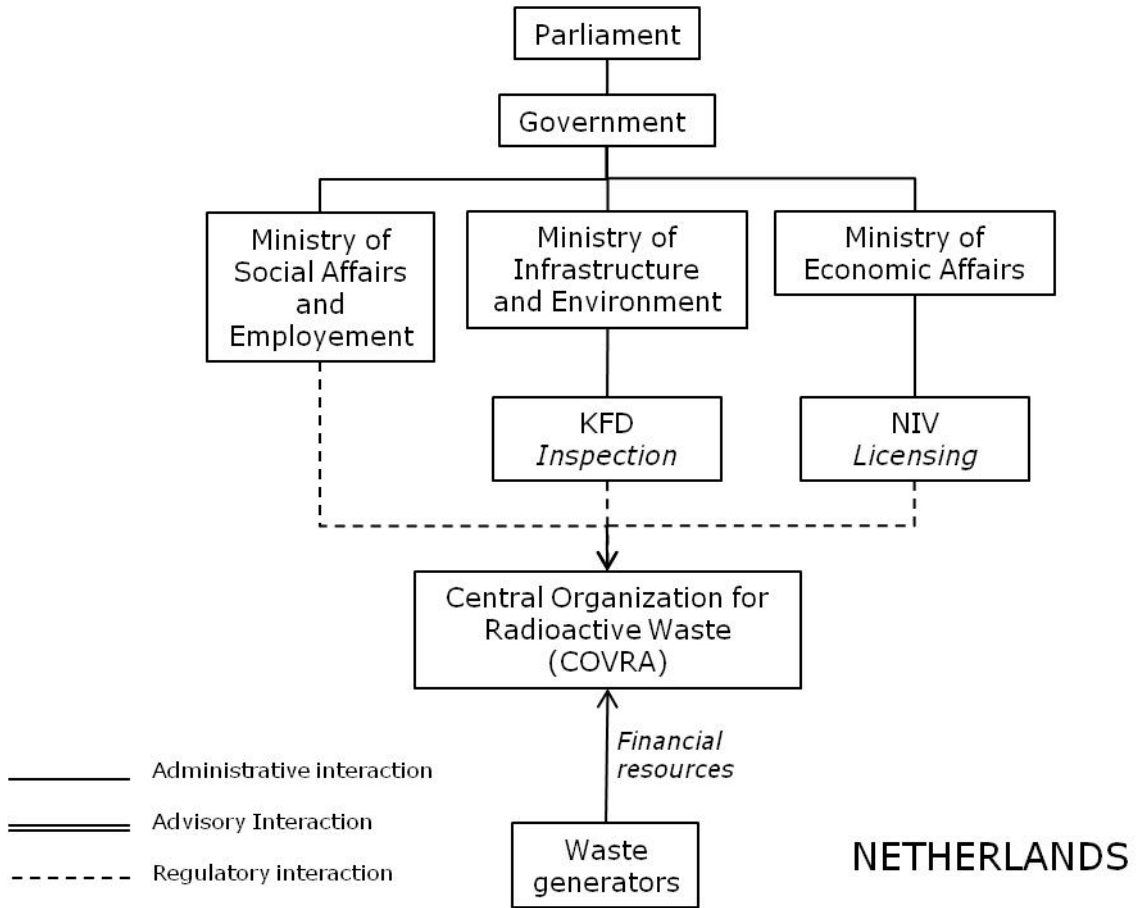 Parliament
Government
Ministry of
Social Affairs
and
Employement
Ministry of
Infrastructure
and Environment
Ministry of
Economic Affairs
KFD
Inspection
NIV
Licensing
Central Organization for
Radioactive Waste
(COVRA)
Financial
resources
Waste
generators
Administrative interaction
Advisory Interaction
Regulatory interaction
NETHERLANDS